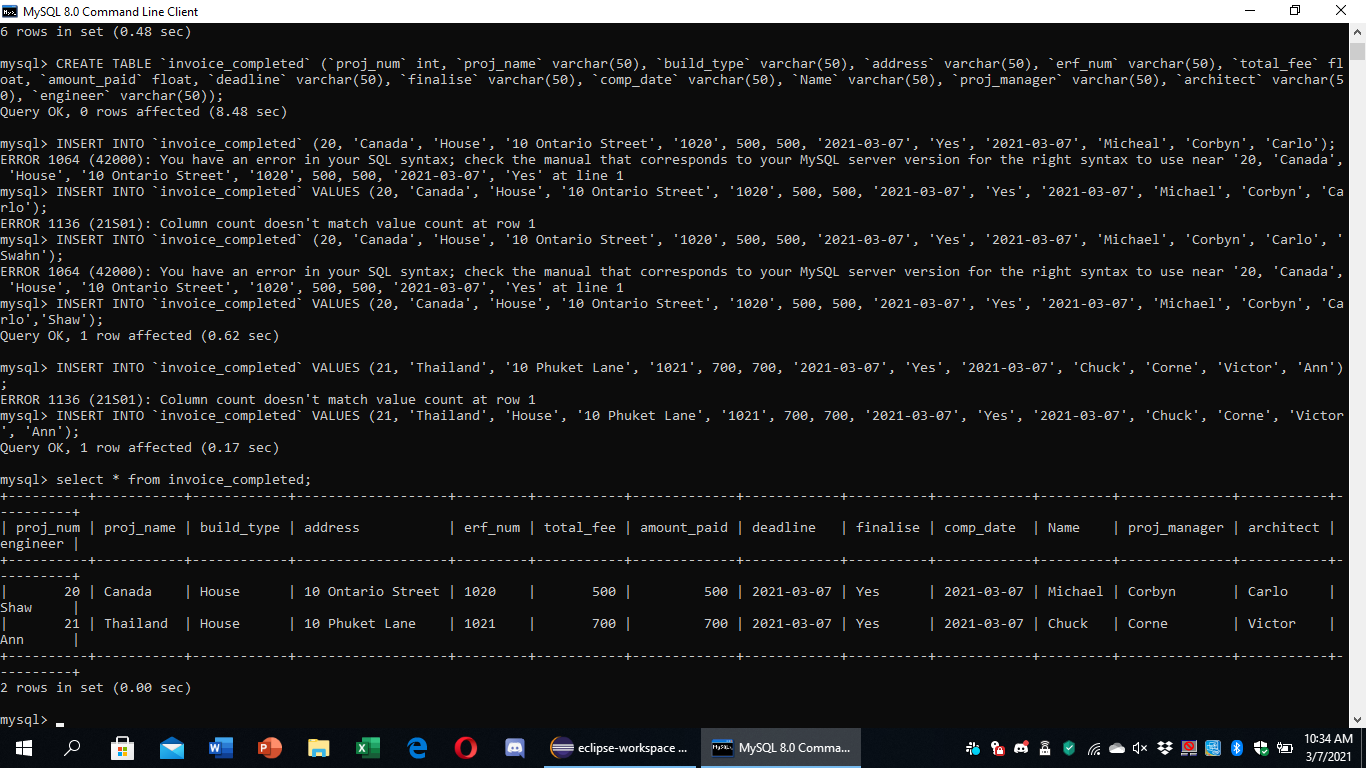 MySQL 8.0 Command Line Client
6 rows in set (0.48 sec)
mysql> CREATE TABLE `invoice_completed` (`proj_num` int, `proj_name` varchar(50), `build_type` varchar(50), `address` varchar(50), `erf_num` varchar(50), `total_fee` fl
oat, `amount_paid` float, `deadline` varchar(50), `finalise` varchar(50), `comp_date` varchar(50), `Name` varchar(50), `proj_manager` varchar(50), `architect` varchar(5
0), `engineer` varchar(50));
Query OK, 0 rows affected (8.48 sec)
mysql> INSERT INTO `invoice_completed` (20, 'Canada', 'House', '10 Ontario Street', '1020', 500, 500, '2021-03-07', 'Yes', '2021-03-07', 'Micheal', 'Corbyn', 'Carlo');
ERROR 1064 (42000): You have an error in your SQL syntax; check the manual that corresponds to your MySQL server version for the right syntax to use near '20, 'Canada',
 'House', '10 Ontario Street', '1020', 500, 500, '2021-03-07', 'Yes' at line 1
mysql> INSERT INTO `invoice_completed` VALUES (20, 'Canada', 'House', '10 Ontario Street', '1020', 500, 500, '2021-03-07', 'Yes', '2021-03-07', 'Michael', 'Corbyn', 'Ca
rlo');
ERROR 1136 (21S01): Column count doesn't match value count at row 1
mysql> INSERT INTO `invoice_completed` (20, 'Canada', 'House', '10 Ontario Street', '1020', 500, 500, '2021-03-07', 'Yes', '2021-03-07', 'Michael', 'Corbyn', 'Carlo', '
Swahn');
ERROR 1064 (42000): You have an error in your SQL syntax; check the manual that corresponds to your MySQL server version for the right syntax to use near '20, 'Canada',
 'House', '10 Ontario Street', '1020', 500, 500, '2021-03-07', 'Yes' at line 1
mysql> INSERT INTO `invoice_completed` VALUES (20, 'Canada', 'House', '10 Ontario Street', '1020', 500, 500, '2021-03-07', 'Yes', '2021-03-07', 'Michael', 'Corbyn', 'Ca
rlo','Shaw');
Query OK, 1 row affected (0.62 sec)
mysql> INSERT INTO `invoice_completed` VALUES (21, 'Thailand', '10 Phuket Lane', '1021', 700, 700, '2021-03-07', 'Yes', '2021-03-07', 'Chuck', 'Corne', 'Victor', 'Ann')
;
ERROR 1136 (21S01): Column count doesn't match value count at row 1
mysql> INSERT INTO `invoice_completed` VALUES (21, 'Thailand', 'House', '10 Phuket Lane', '1021', 700, 700, '2021-03-07', 'Yes', '2021-03-07', 'Chuck', 'Corne', 'Victor
', 'Ann');
Query OK, 1 row affected (0.17 sec)
mysql> select * from invoice_completed;
+----------+-----------+------------+-------------------+---------+-----------+-------------+------------+----------+------------+---------+--------------+-----------+-
---------+
| proj_num | proj_name | build_type | address           | erf_num | total_fee | amount_paid | deadline   | finalise | comp_date  | Name    | proj_manager | architect |
engineer |
+----------+-----------+------------+-------------------+---------+-----------+-------------+------------+----------+------------+---------+--------------+-----------+-
---------+
|       20 | Canada    | House      | 10 Ontario Street | 1020    |       500 |         500 | 2021-03-07 | Yes      | 2021-03-07 | Michael | Corbyn       | Carlo     |
Shaw     |
|       21 | Thailand  | House      | 10 Phuket Lane    | 1021    |       700 |         700 | 2021-03-07 | Yes      | 2021-03-07 | Chuck   | Corne        | Victor    |
Ann      |
+----------+-----------+------------+-------------------+---------+-----------+-------------+------------+----------+------------+---------+--------------+-----------+-
---------+
2 rows in set (0.00 sec)
mysql>
eclipse-workspace ...
MySQL 8.0 Comma...
10:34 AM
3/7/2021